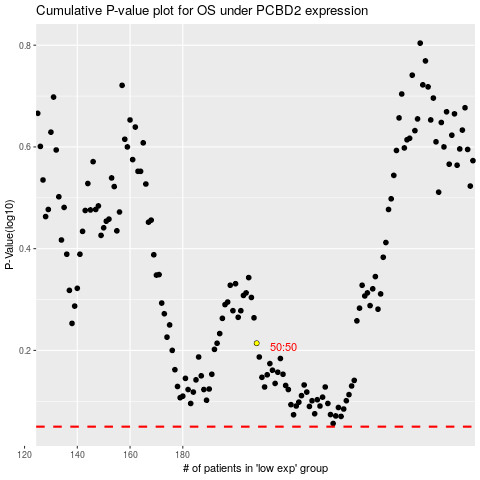 Cumulative P-value plot for OS under PCBD2 expression
P-Value(log10)
0.8
0.6
0.4
0.2
50:50
120 140 160 180
# of patients in 'low exp' group